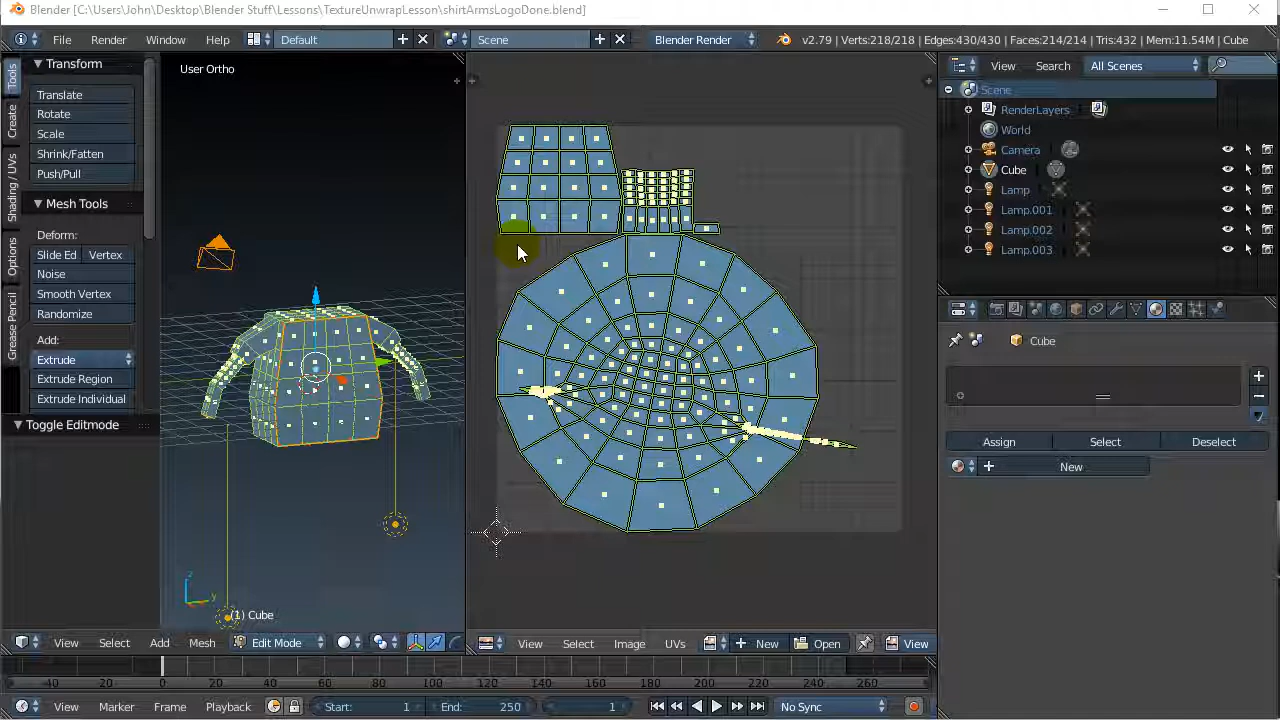 Blender [C:\Users\John\Desktop\Blender Stuff\Lessons\TextureUnwrapLesson\shirtArmsLogoDone.blend]
File Render Window Help Default Scene Blender Render v2.79 | Verts:218/218 | Edges:430/430 | Faces:214/214 | Tris:432 | Mem:11.54M | Cube
Tools
Create
Shading / UVs
Options
Grease Pencil
Transform
Translate
Rotate
Scale
Shrink/Fatten
Push/Pull
Mesh Tools
Deform:
Slide Ed Vertex
Noise
Smooth Vertex
Randomize
Add:
Extrude
Extrude Region
Extrude Individual
Toggle Editmode
User Ortho
z
y
(1) Cube
View Select Add Mesh Edit Mode
View Select Image UVs New Open View
View Search All Scenes
Scene
RenderLayers
World
Camera
Cube
Lamp
Lamp.001
Lamp.002
Lamp.003
Cube
Assign Select Deselect
New
-40 -20 0 20 40 60 80 100 120 140 160 180 200 220 240 260
View Marker Frame Playback Start: 1 End: 250 1 No Sync